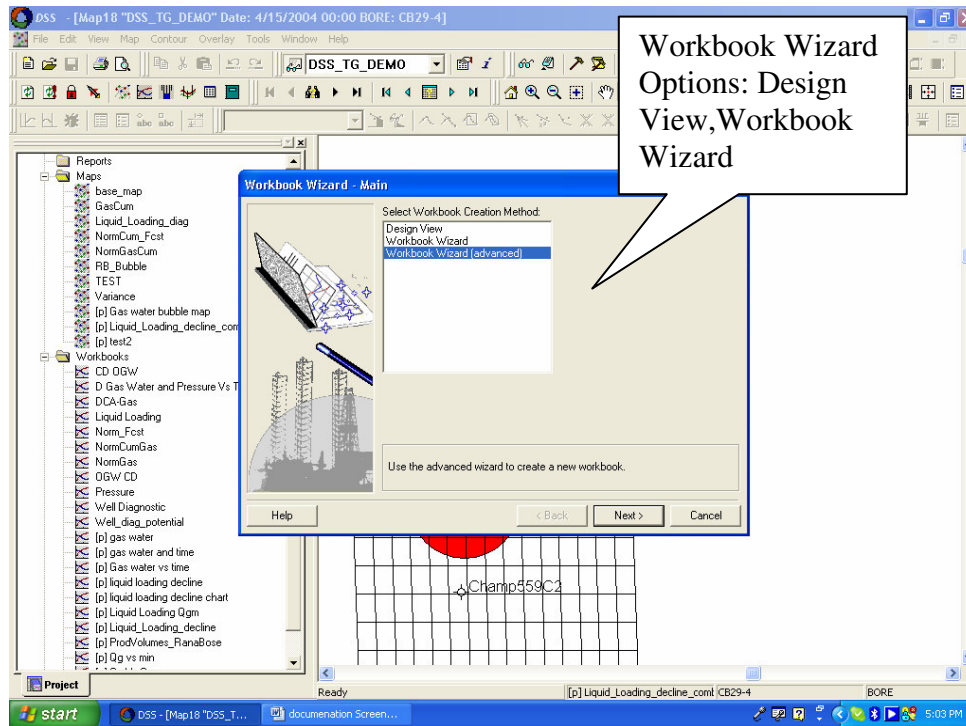 DSS - [Map18 "DSS_TG_DEMO" Date: 4/15/2004 00:00 BORE: CB29-4]
File Edit View Map Contour Overlay Tools Window Help
DSS_TG_DEMO
Workbook Wizard
Options: Design
View,Workbook
Wizard
Reports
Maps
base_map
GasCum
Liquid_Loading_diag
NormCum_Fcst
NormGasCum
RB_Bubble
TEST
Variance
[p] Gas water bubble map
[p] Liquid_Loading_decline_com
[p] test2
Workbooks
CD OGW
D Gas Water and Pressure Vs T
DCA-Gas
Liquid Loading
Norm_Fcst
NormCumGas
NormGas
OGW CD
Pressure
Well Diagnostic
Well_diag_potential
[p] gas water
[p] gas water and time
[p] Gas water vs time
[p] liquid loading decline
[p] liquid loading decline chart
[p] Liquid Loading Qgm
[p] Liquid_Loading_decline
[p] ProdVolumes_RanaBose
[p] Qg vs min
Project
Workbook Wizard - Main
Select Workbook Creation Method:
Design View
Workbook Wizard
Workbook Wizard (advanced)
Use the advanced wizard to create a new workbook.
Help
< Back
Next >
Cancel
Champ559C2
Ready
[p] Liquid_Loading_decline_coml
CB29-4
BORE
start
DSS - [Map18 "DSS_T...
documenation Screen...
5:03 PM